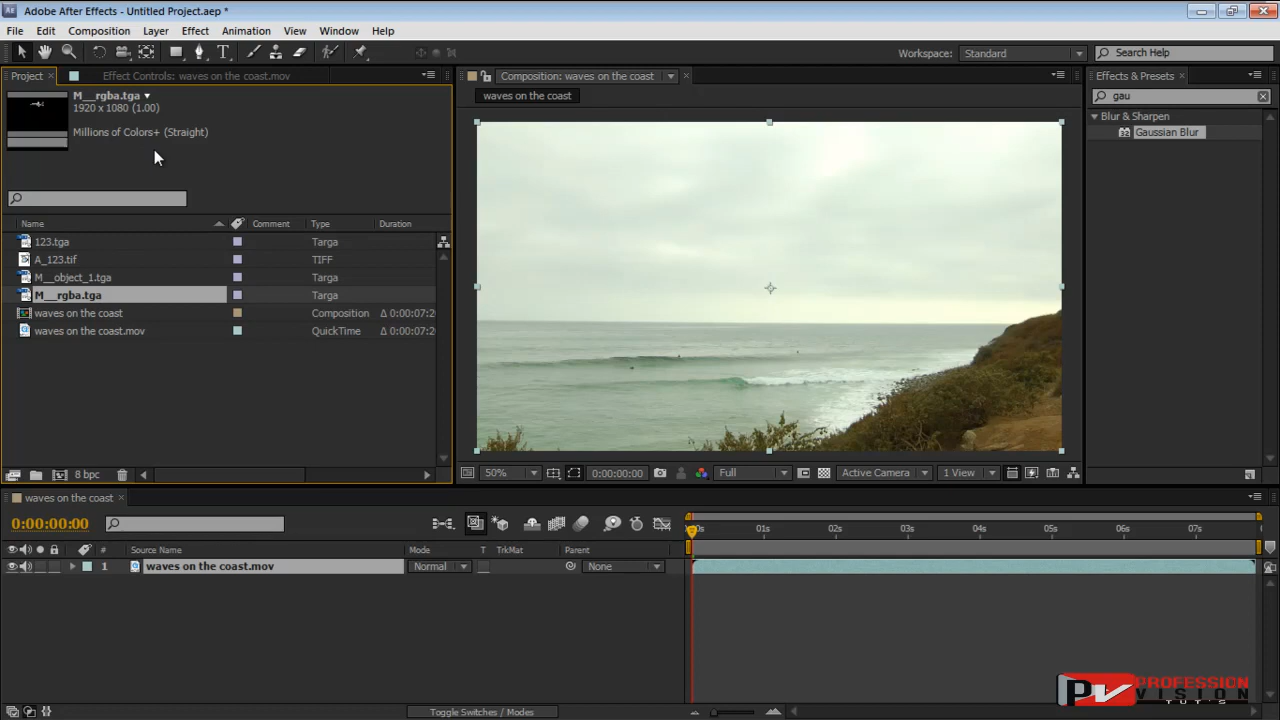 Adobe After Effects - Untitled Project.aep *
File Edit Composition Layer Effect Animation View Window Help
Workspace: Standard Search Help
Project Effect Controls: waves on the coast.mov
M__rgba.tga
1920 x 1080 (1.00)
Millions of Colors+ (Straight)
Name Comment Type Duration
123.tga Targa
A_123.tif TIFF
M__object_1.tga Targa
M__rgba.tga Targa
waves on the coast Composition Δ 0:00:07:2
waves on the coast.mov QuickTime Δ 0:00:07:2
8 bpc
Composition: waves on the coast
waves on the coast
50% 0:00:00:00 Full Active Camera 1 View
Effects & Presets
gau
Blur & Sharpen
32 Gaussian Blur
waves on the coast
0:00:00:00
0s 01s 02s 03s 04s 05s 06s 07s
# Source Name Mode T TrkMat Parent
1 waves on the coast.mov Normal None
Toggle Switches / Modes
PV PROFESSION
VISION
TUT'S